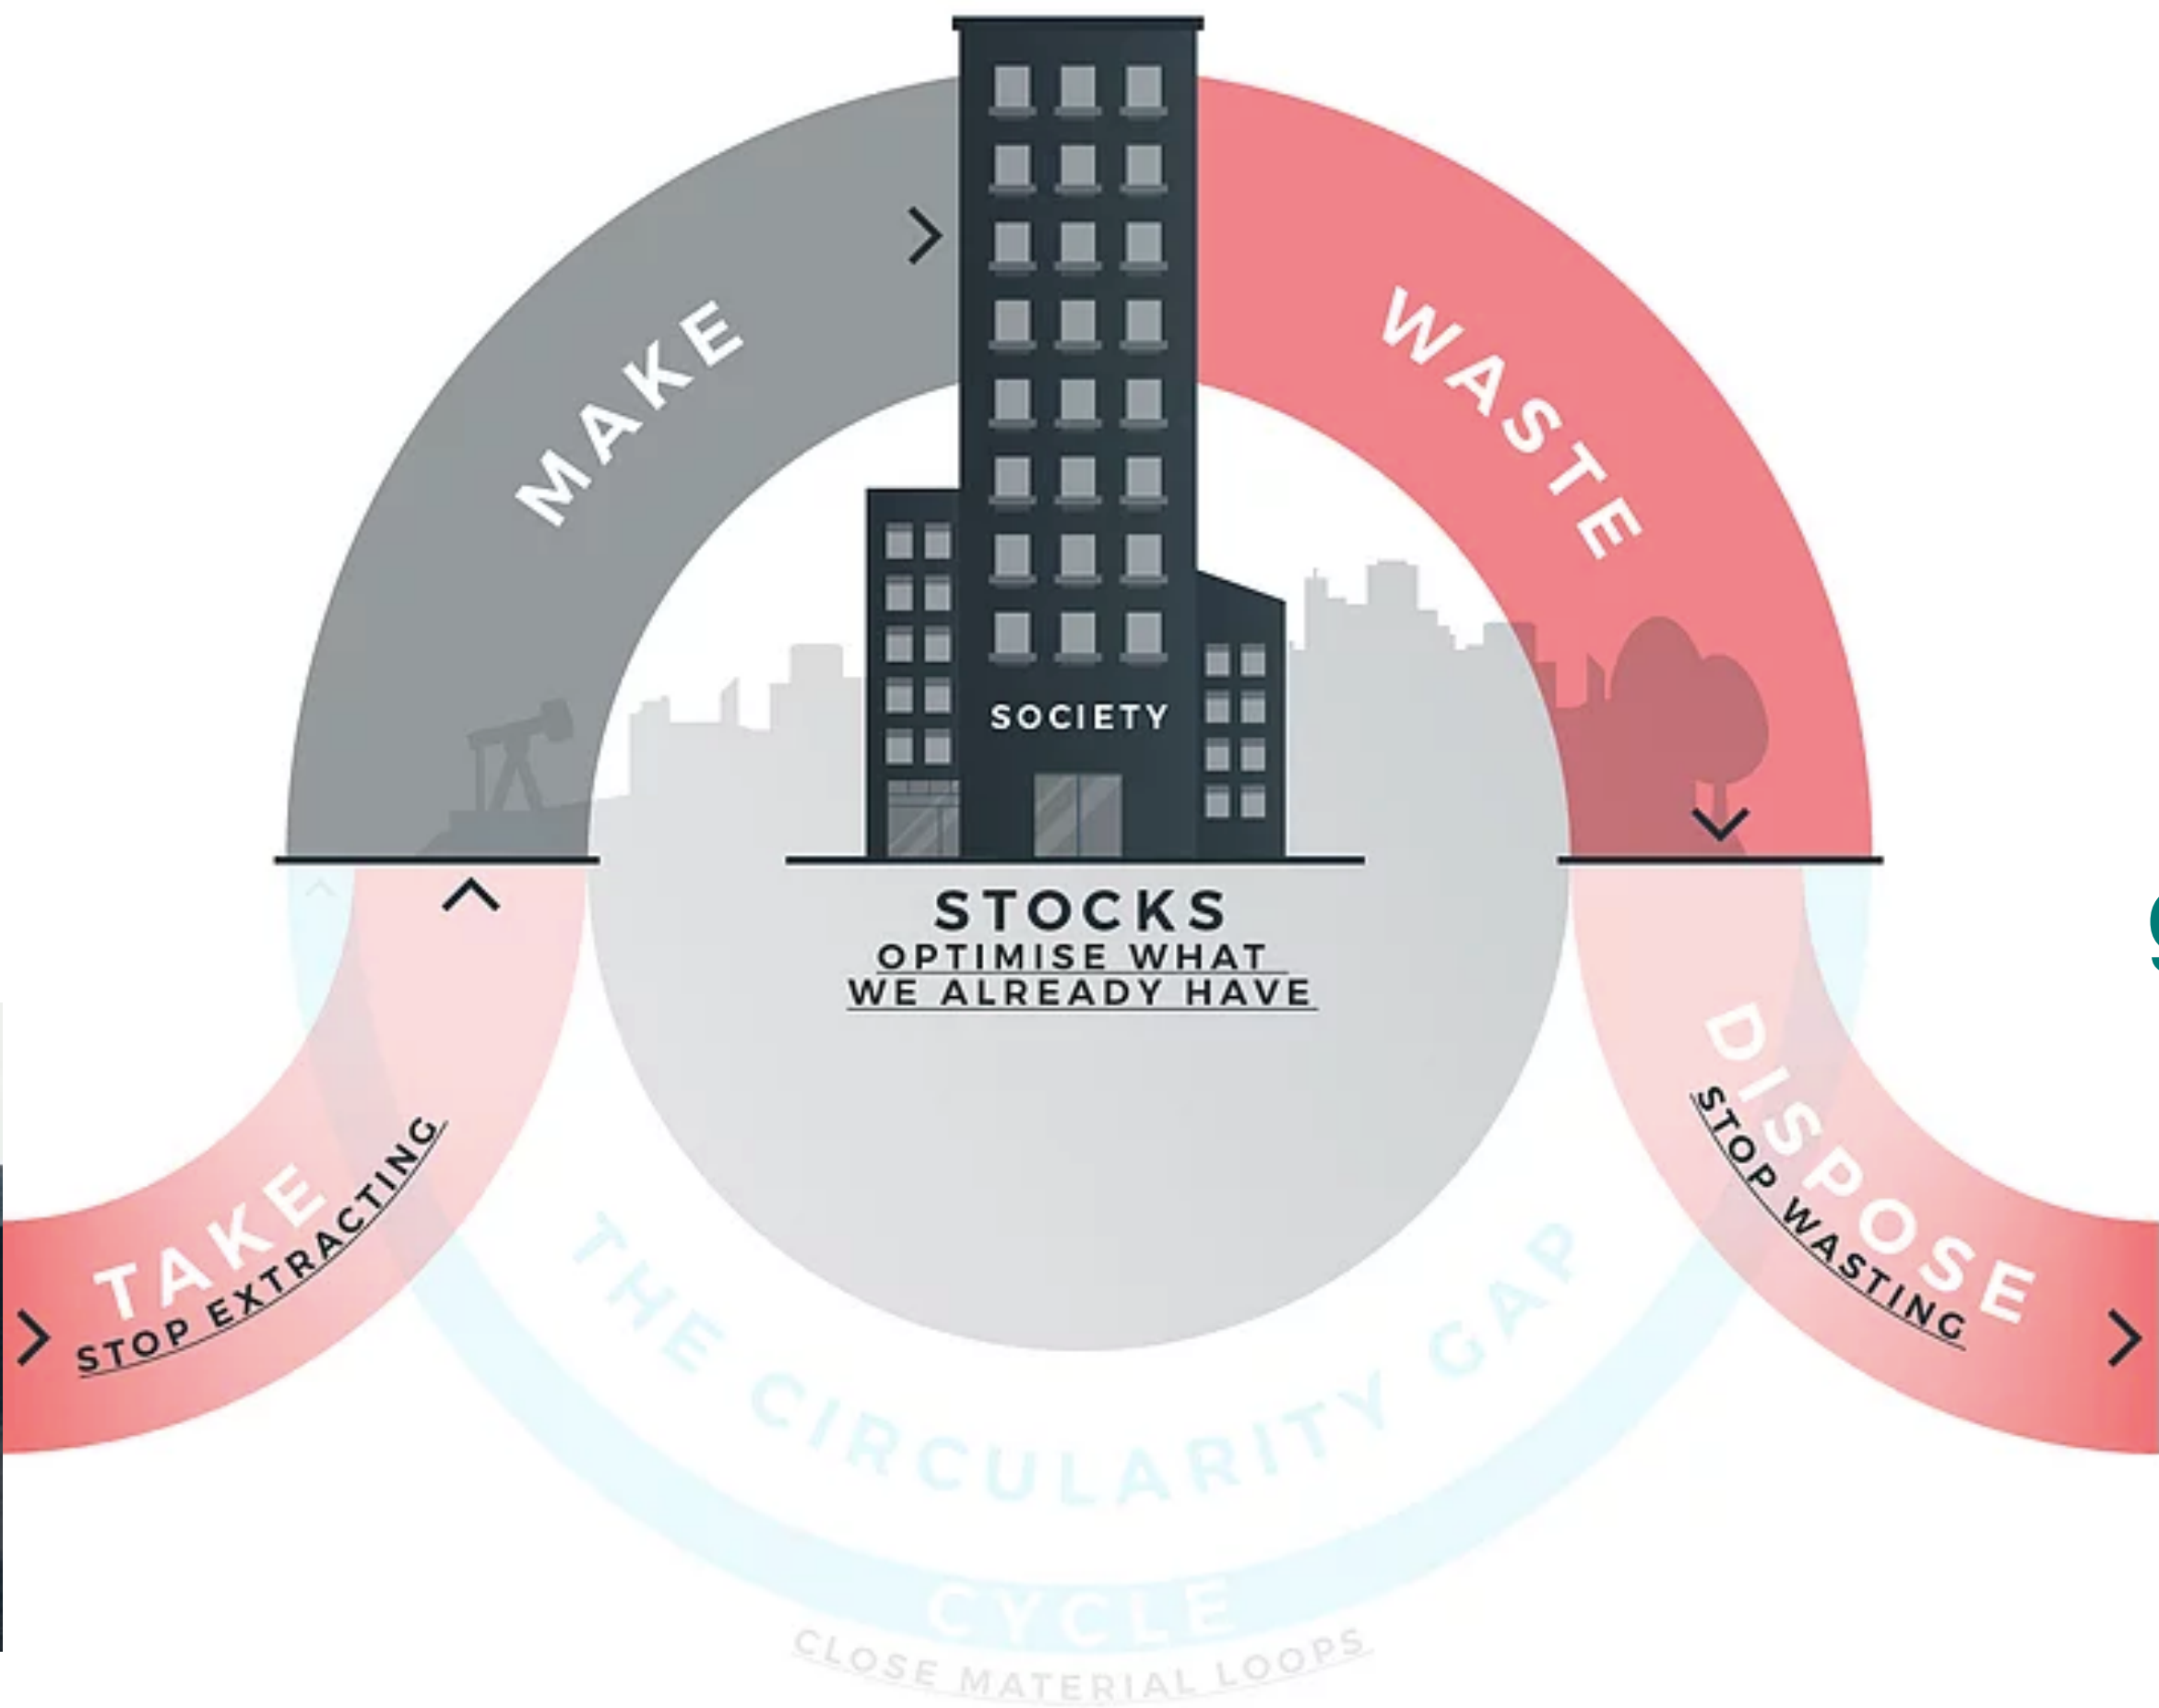 MAKE
WASTE
SOCIETY
STOCKS
OPTIMISE WHAT
WE ALREADY HAVE
TAKE
STOP EXTRACTING
DISPOSE
STOP WASTING
THE CIRCULARITY GAP
CYCLE
CLOSE MATERIAL LOOPS